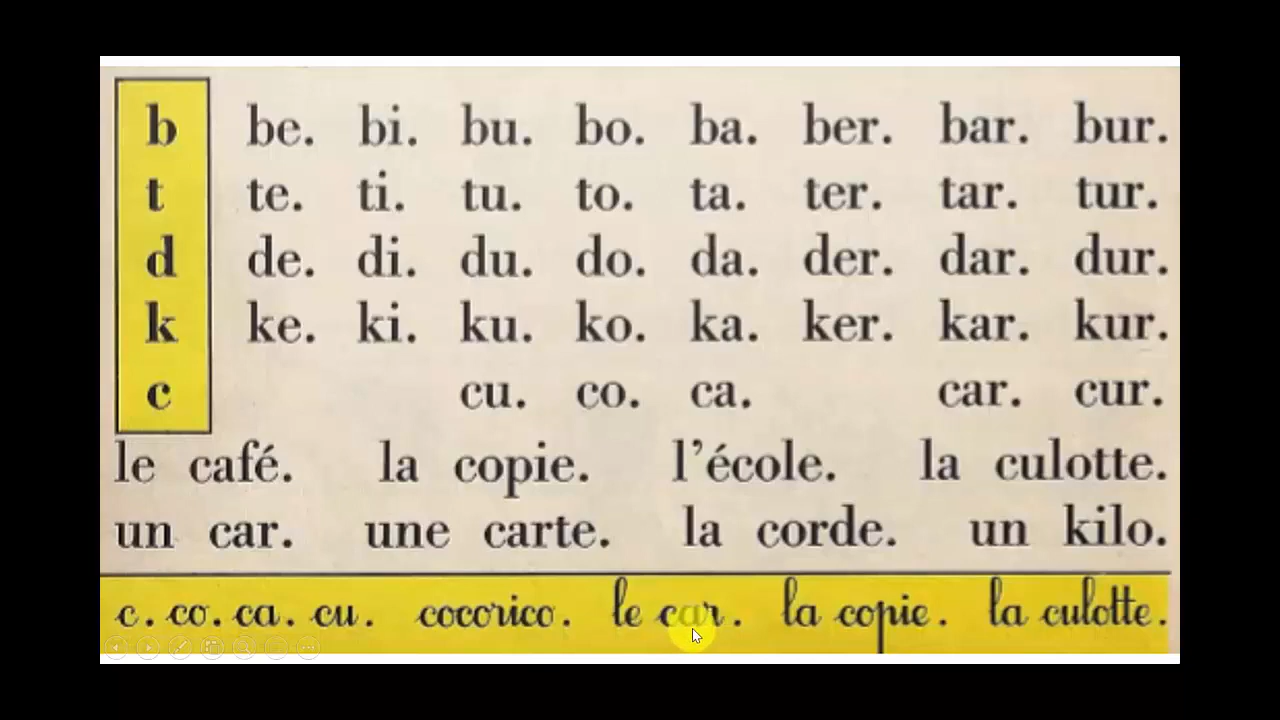 b be. bi. bu. bo. ba. ber. bar. bur.
t te. ti. tu. to. ta. ter. tar. tur.
d de. di. du. do. da. der. dar. dur.
k ke. ki. ku. ko. ka. ker. kar. kur.
c cu. co. ca. car. cur.
le café. la copie. l'école. la culotte.
un car. une carte. la corde. un kilo.
c. co. ca. cu. cocorico. le car. la copie. la culotte.